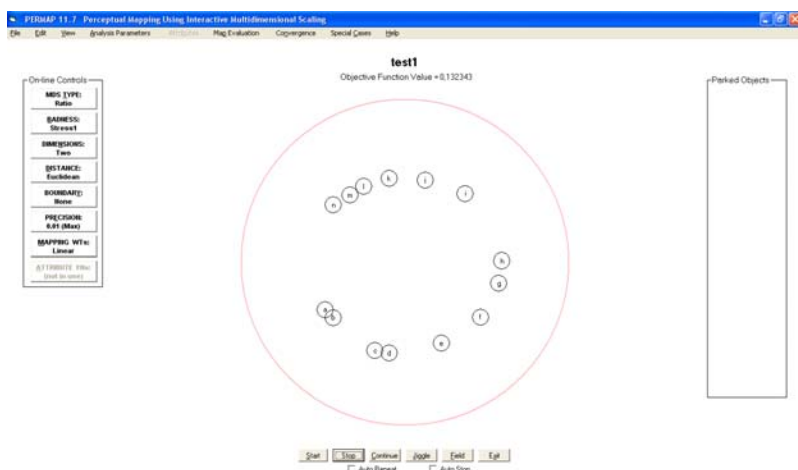 PERMAP 11.7 Perceptual Mapping Using Interactive Multidimensional Scaling
File Edit View Analysis Parameters Map Evaluation Convergence Special Cases Help
test1
Objective Function Value = 0,132343
On-line Controls
MDS TYPE:
Ratio
BADNESS:
Stress1
DIMENSIONS:
Two
DISTANCE:
Euclidean
BOUNDARY:
None
PRECISION:
0.01 (Max)
MAPPING WTs:
Linear
ATTRIBUTE
(not in use)
Parked Objects
k
j
l
i
m
n
h
g
a
b
f
e
c d
Start Stop Continue Jiggle Field Exit
Auto Repeat Auto Stop